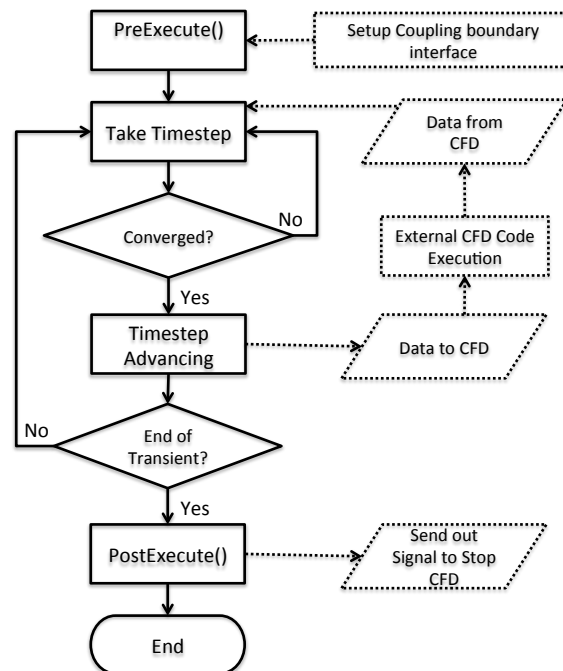 PreExecute()
Setup Coupling boundary
interface
Take Timestep
Data from
CFD
No
Converged?
External CFD Code
Execution
Yes
Timestep
Advancing
Data to CFD
No
End of
Transient?
Yes
PostExecute()
Send out
Signal to Stop
CFD
End